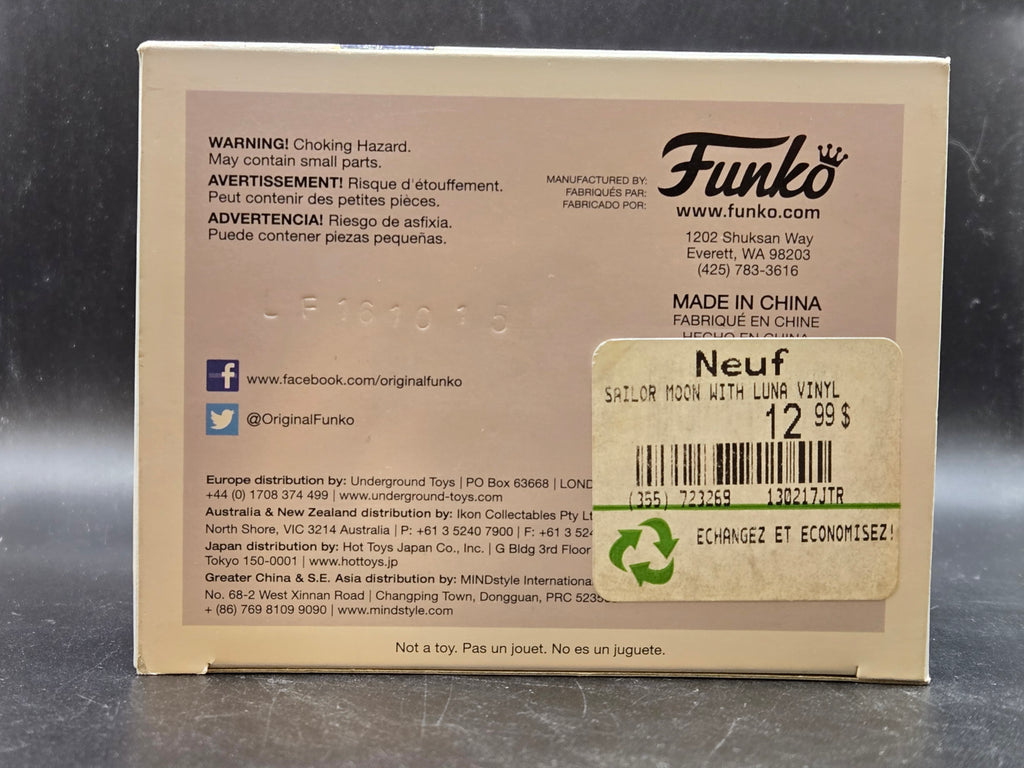 WARNING! Choking Hazard.
May contain small parts.
AVERTISSEMENT! Risque d'étouffement.
Peut contenir des petites pièces.
ADVERTENCIA! Riesgo de asfixia.
Puede contener piezas pequeñas.
MANUFACTURED BY:
FABRIQUÉS PAR:
FABRICADO POR:
Funko
www.funko.com
1202 Shuksan Way
Everett, WA 98203
(425) 783-3616
MADE IN CHINA
FABRIQUÉ EN CHINE
HECHO EN CHINA
LF161015
www.facebook.com/originalfunko
@OriginalFunko
Europe distribution by: Underground Toys | PO Box 63668 | LOND
+44 (0) 1708 374 499 | www.underground-toys.com
Australia & New Zealand distribution by: Ikon Collectables Pty Lt
North Shore, VIC 3214 Australia | P: +61 3 5240 7900 | F: +61 3 524
Japan distribution by: Hot Toys Japan Co., Inc. | G Bldg 3rd Floor
Tokyo 150-0001 | www.hottoys.jp
Greater China & S.E. Asia distribution by: MINDstyle Internationa
No. 68-2 West Xinnan Road | Changping Town, Dongguan, PRC
+ (86) 769 8109 9090 | www.mindstyle.com
Not a toy. Pas un jouet. No es un juguete.
Neuf
SAILOR MOON WITH LUNA VINYL
12 99 $
(355) 723269 130217JTR
ECHANGEZ ET ECONOMISEZ!